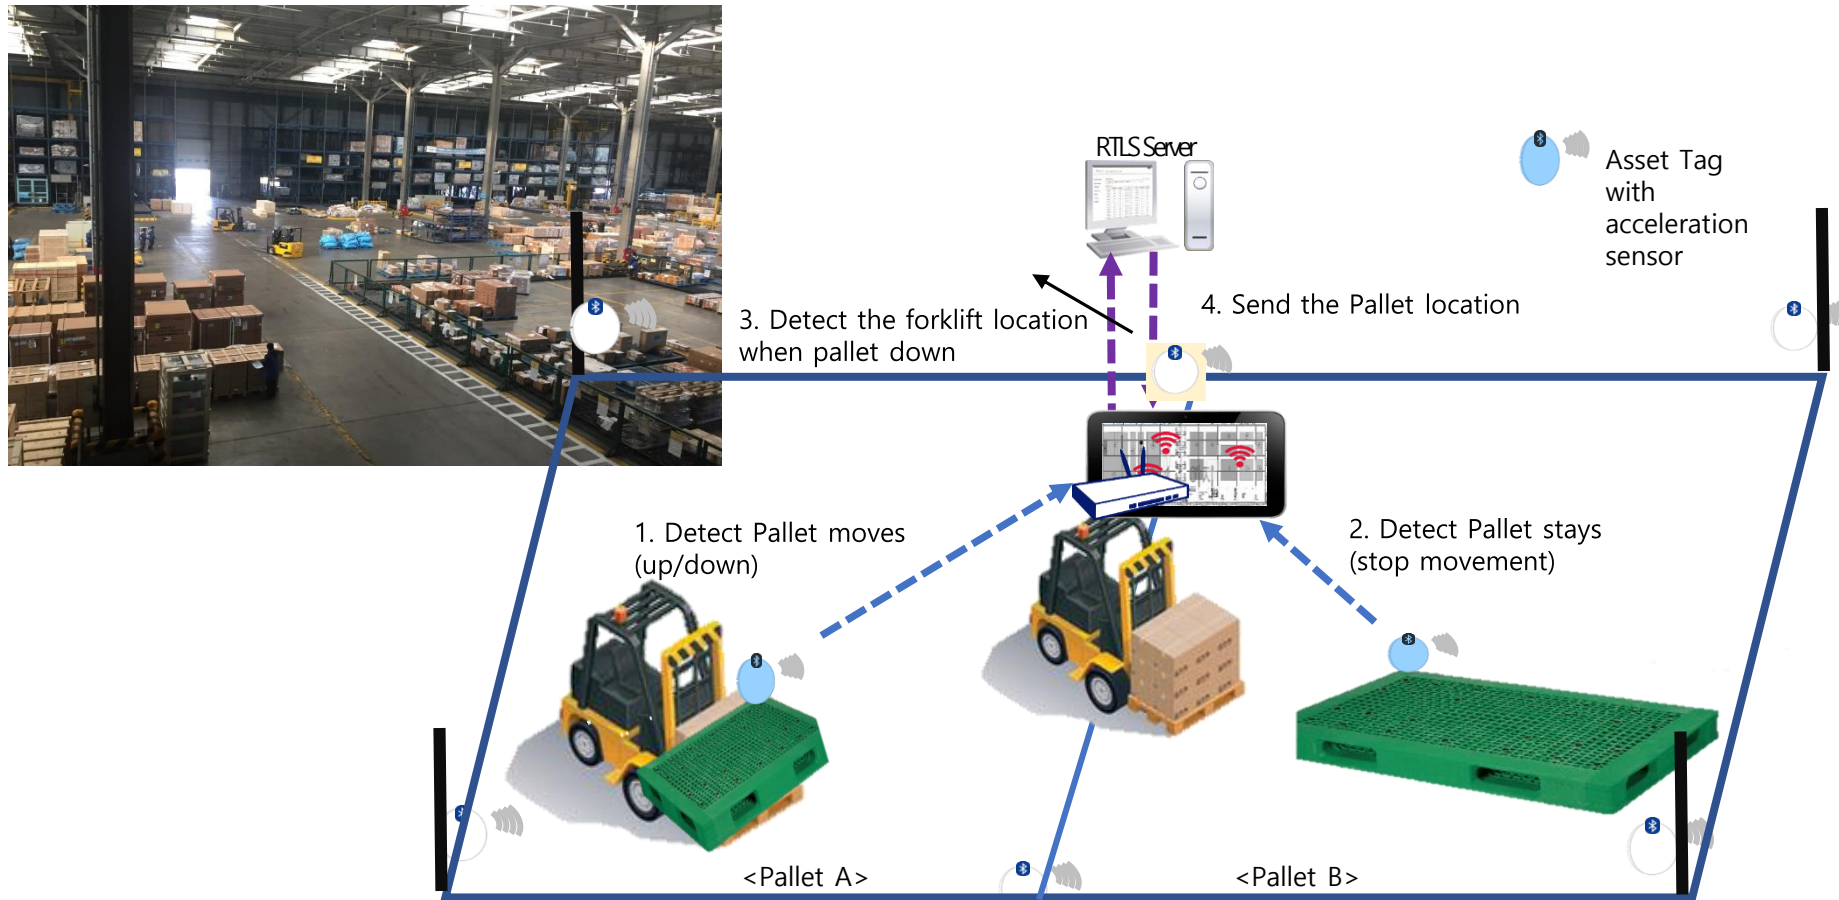 RTLS Server
Asset Tag
with
acceleration
sensor
3. Detect the forklift location
when pallet down
4. Send the Pallet location
1. Detect Pallet moves
(up/down)
2. Detect Pallet stays
(stop movement)
<Pallet A>
<Pallet B>